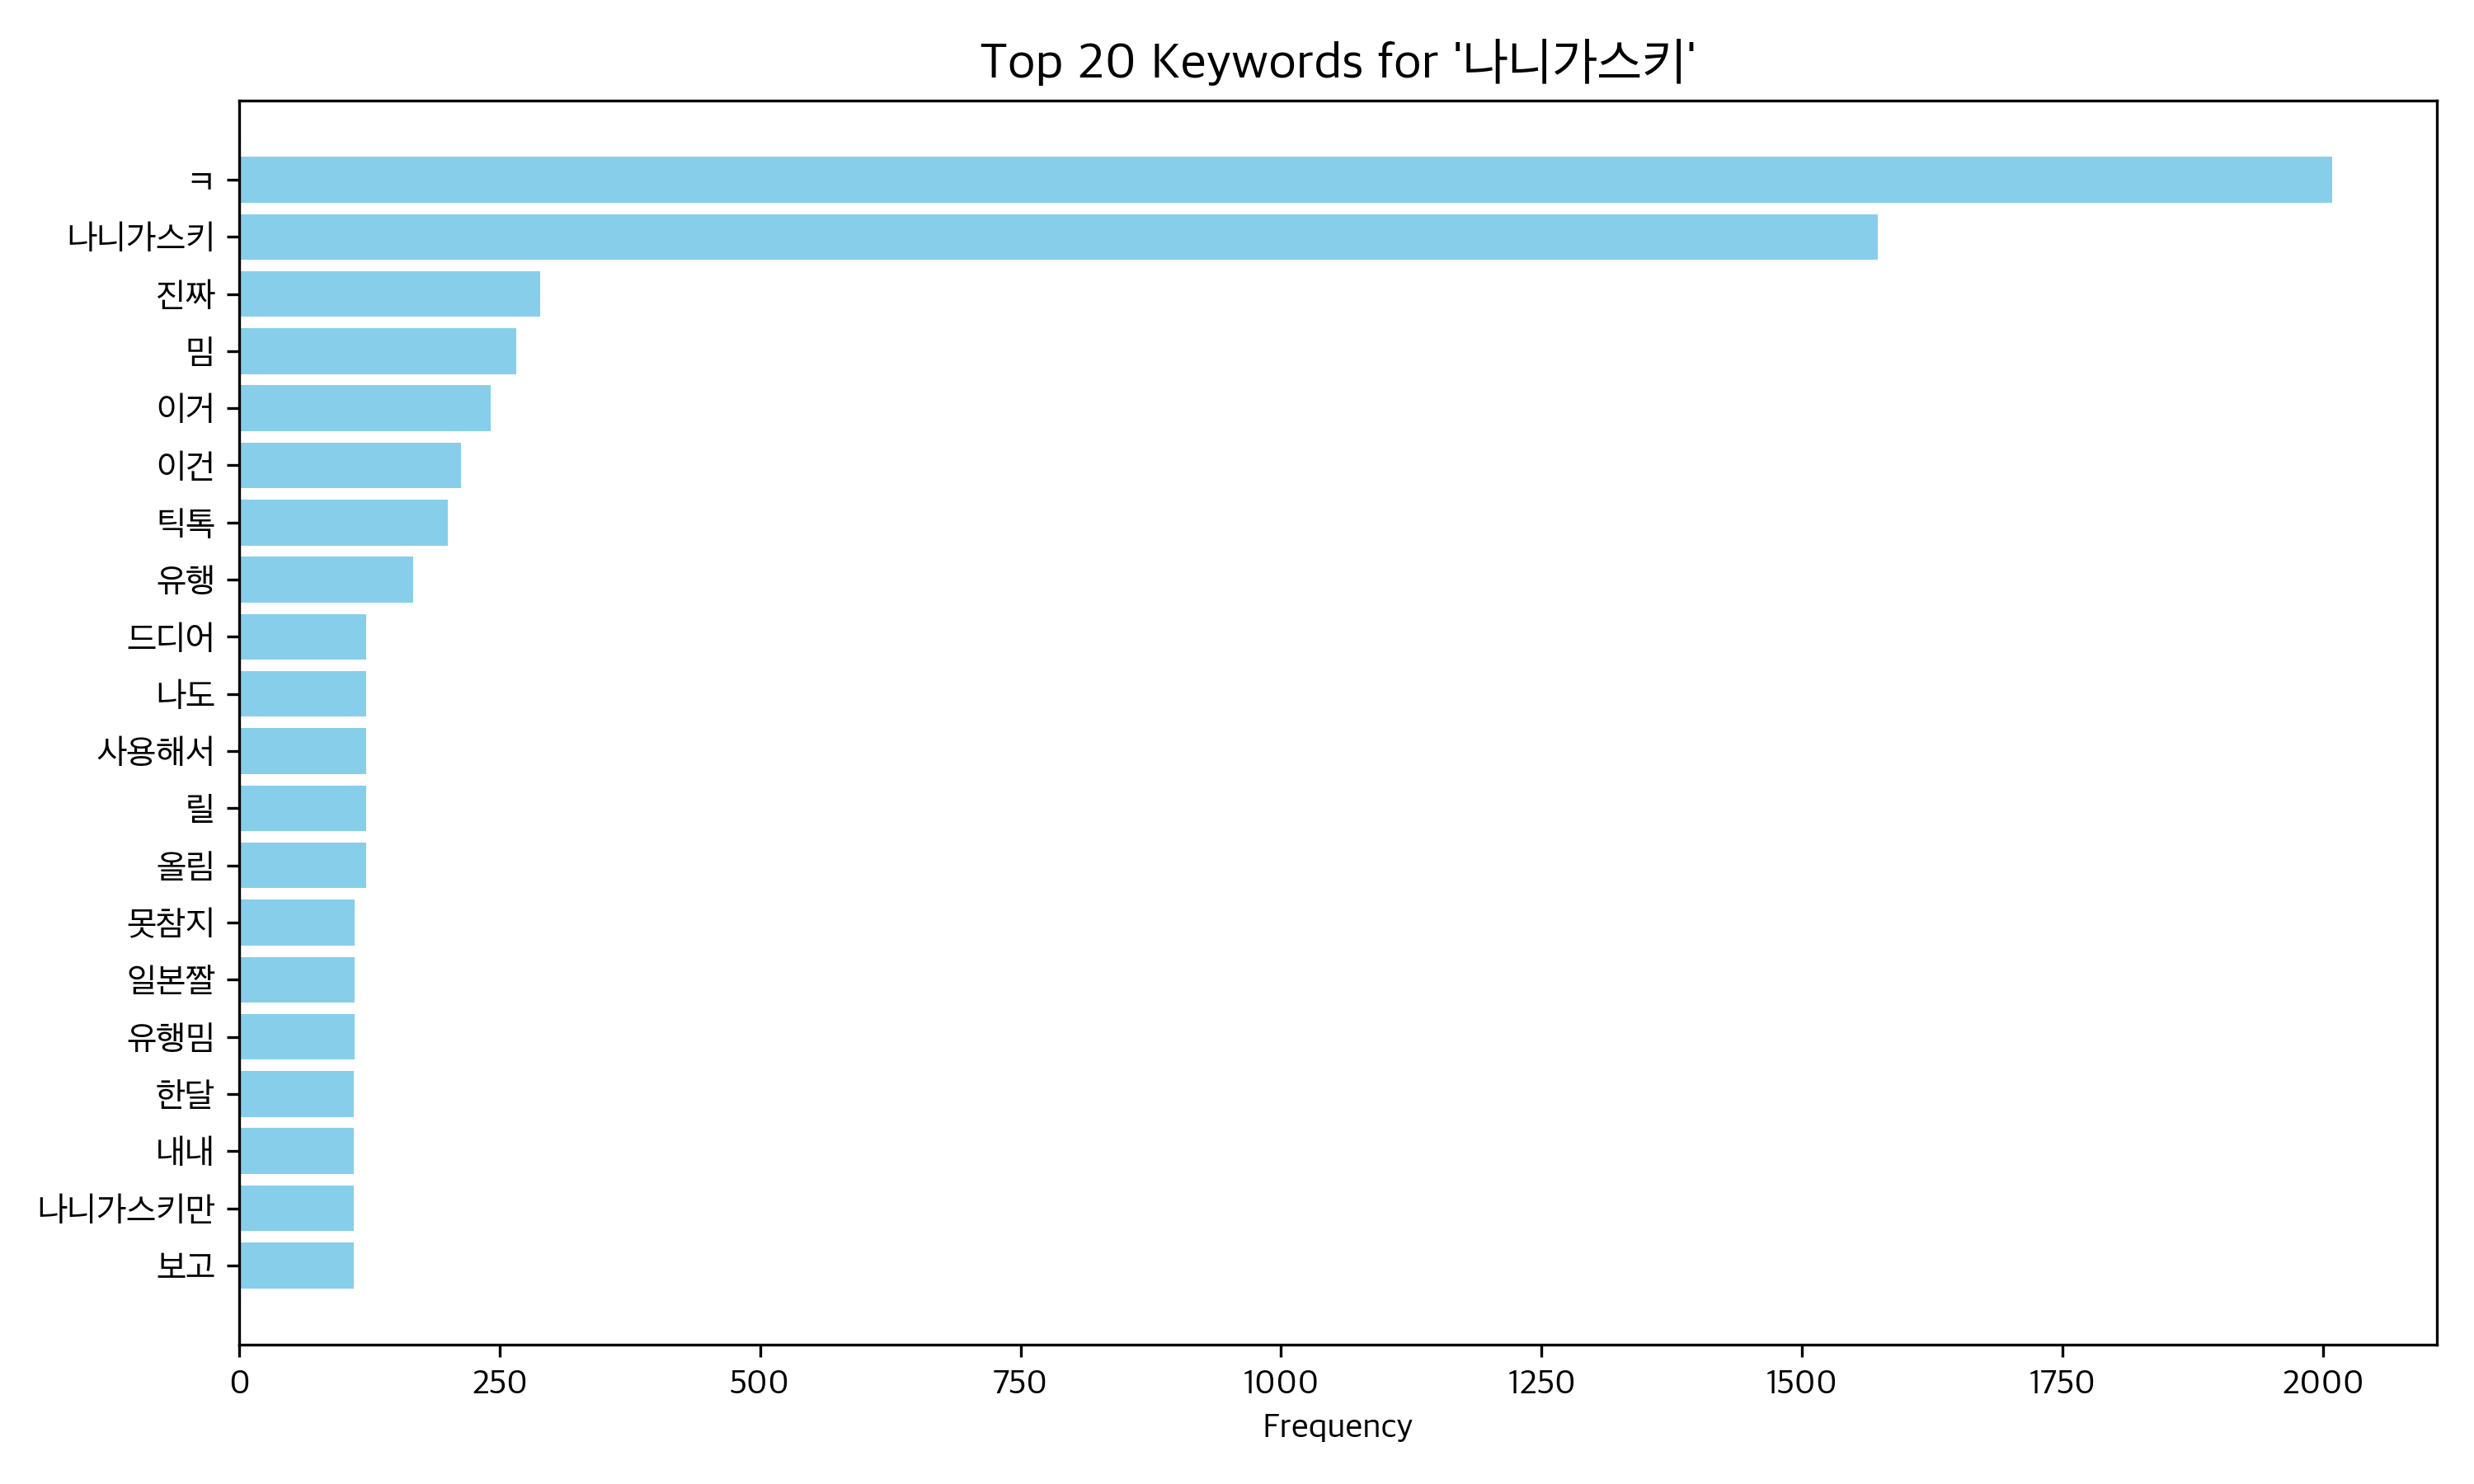 Top 20 Keywords for '나니가스키'
ㅋ
나니가스키
진짜
밈
이거
이건
틱톡
유행
드디어
나도
사용해서
릴
올림
못참지
일본짤
유행밈
한달
내내
나니가스키만
보고
0 250 500 750 1000 1250 1500 1750 2000
Frequency